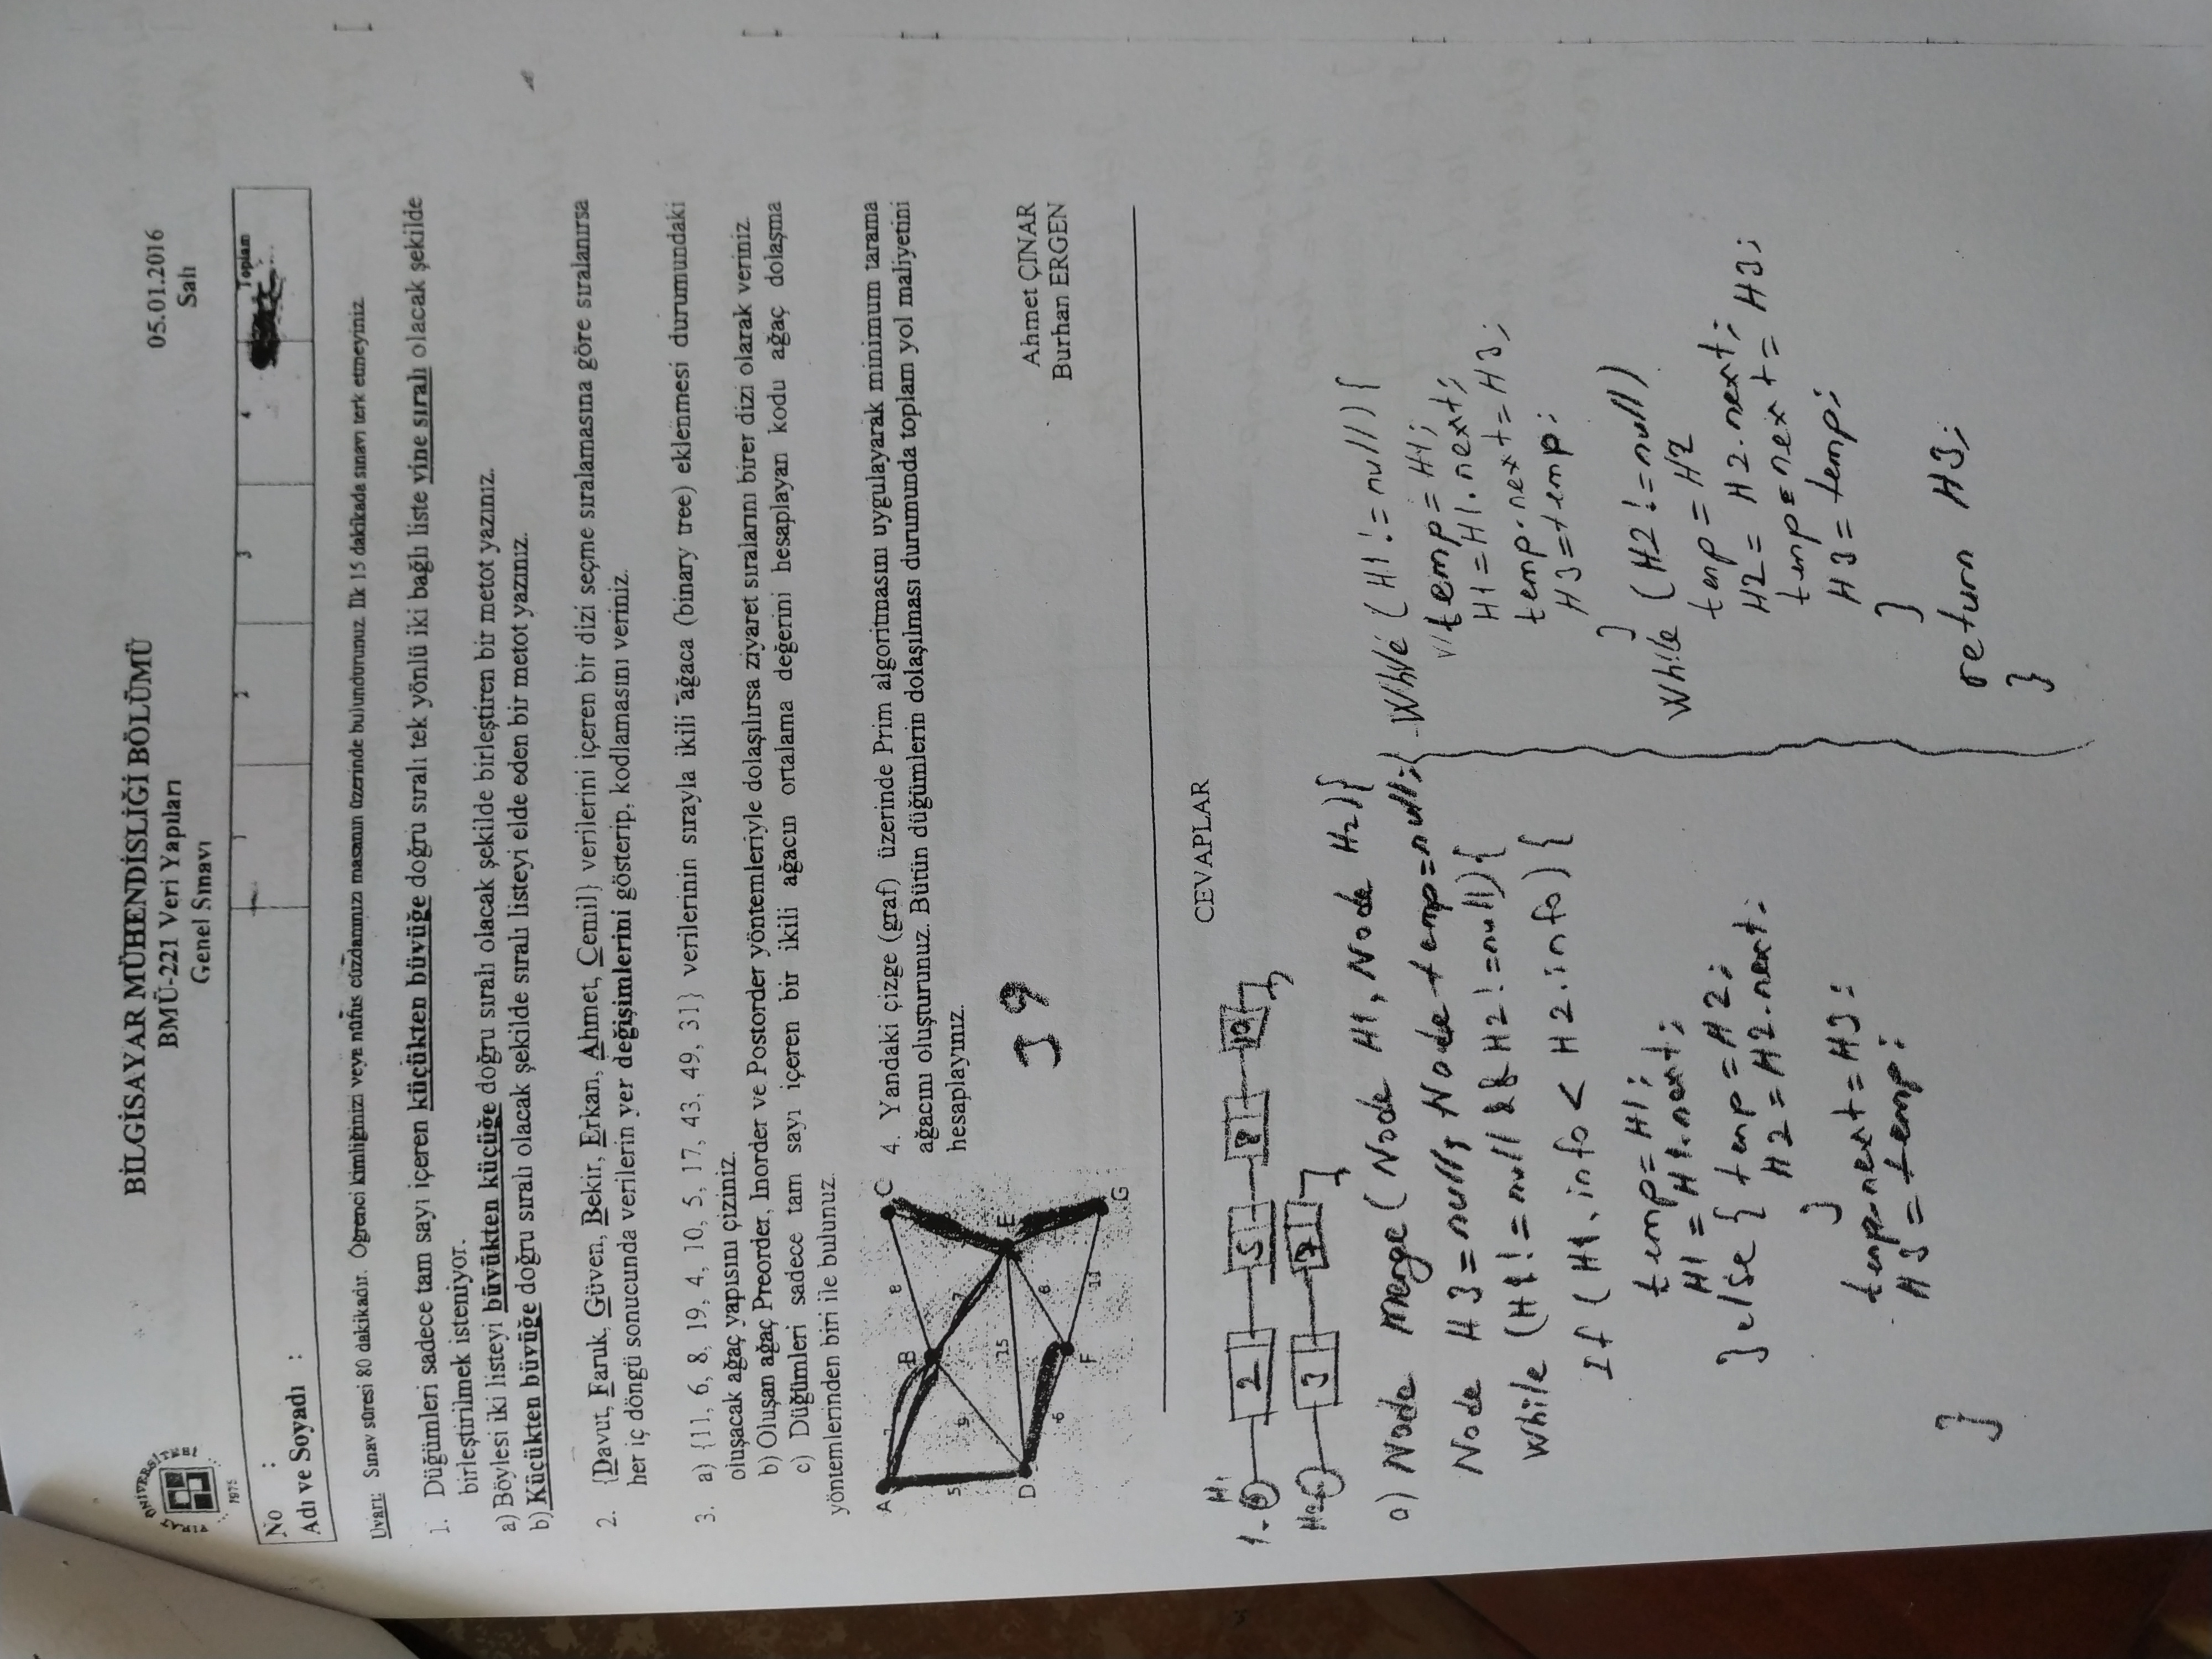 FIRAT ÜNİVERSİTESİ
1975
BİLGİSAYAR MÜHENDİSLİĞİ BÖLÜMÜ
BMÜ-221 Veri Yapıları
Genel Sınavı
05.01.2016
Salı
No :
Adı ve Soyadı :
1 2 3 4 Toplam
Uyarı: Sınav süresi 80 dakikadır. Öğrenci kimliğinizi veya nüfus cüzdanınızı masanın üzerinde bulundurunuz. İlk 15 dakikada sınavı terk etmeyiniz
1. Düğümleri sadece tam sayı içeren küçükten büyüğe doğru sıralı tek yönlü iki bağlı liste yine sıralı olacak şekilde
birleştirilmek isteniyor.
a) Böylesi iki listeyi büyükten küçüğe doğru sıralı olacak şekilde birleştiren bir metot yazınız.
b) Küçükten büyüğe doğru sıralı olacak şekilde sıralı listeyi elde eden bir metot yazınız.
2. {Davut, Faruk, Güven, Bekir, Erkan, Ahmet, Cemil} verilerini içeren bir dizi seçme sıralamasına göre sıralanırsa
her iç döngü sonucunda verilerin yer değişimlerini gösterip, kodlamasını veriniz.
3. a) {11, 6, 8, 19, 4, 10, 5, 17, 43, 49, 31} verilerinin sırayla ikili ağaca (binary tree) eklenmesi durumundaki
oluşacak ağaç yapısını çiziniz.
b) Oluşan ağaç Preorder, Inorder ve Postorder yöntemleriyle dolaşılırsa ziyaret sıralarını birer dizi olarak veriniz.
c) Düğümleri sadece tam sayı içeren bir ikili ağacın ortalama değerini hesaplayan kodu ağaç dolaşma
yöntemlerinden biri ile bulunuz.
A B C
8
5 9 7
D 15 E
6 8
F 11 G
4. Yandaki çizge (graf) üzerinde Prim algoritmasını uygulayarak minimum tarama
ağacını oluşturunuz. Bütün düğümlerin dolaşılması durumunda toplam yol maliyetini
hesaplayınız.
39
Ahmet ÇINAR
Burhan ERGEN
CEVAPLAR
H1
1- 2 5 8 10
H2 3 7
a) Node Merge (Node H1, Node H2) {
Node H3=null; Node temp=null;
while (H1!=null && H2!=null) {
If (H1.info < H2.info) {
temp=H1;
H1=H1.next;
} else { temp=H2;
H2=H2.next;
}
temp.next=H3;
H3=temp;
}
While (H1!=null) {
temp=H1;
H1=H1.next;
temp.next=H3;
H3=temp;
}
While (H2!=null)
temp=H2
H2=H2.next;
temp=next=H3;
H3=temp;
}
return H3;
}